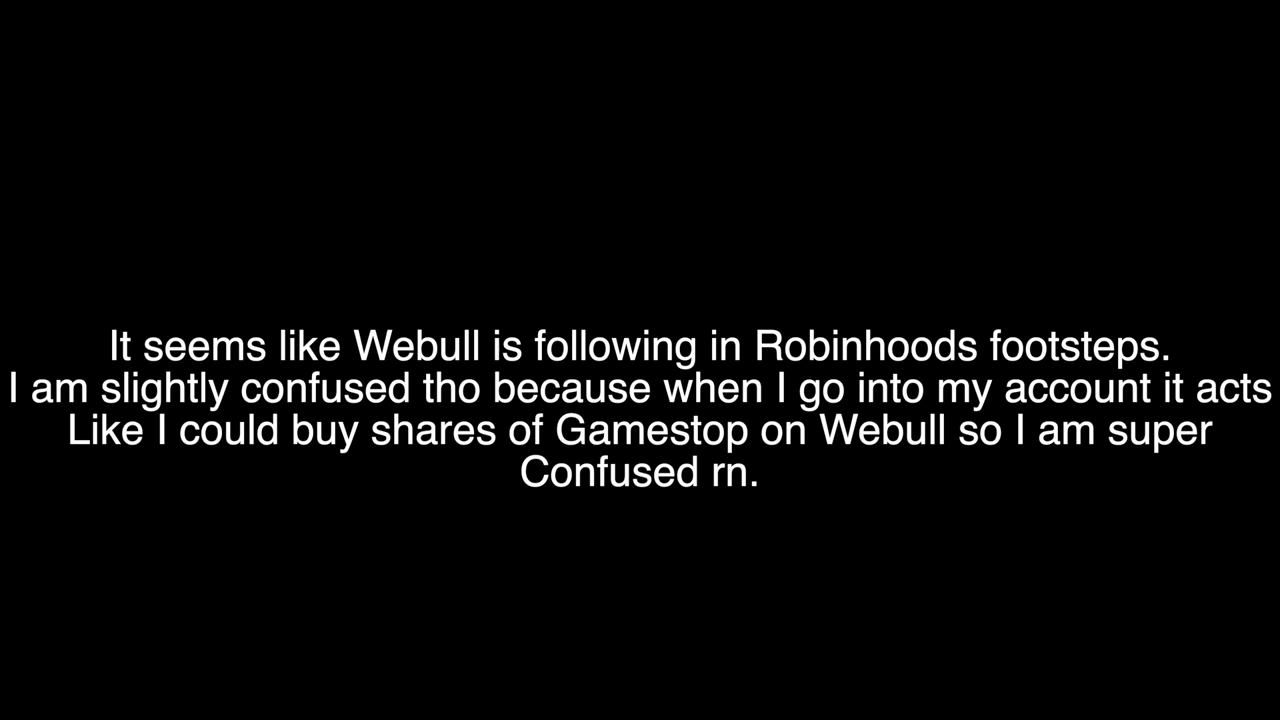 It seems like Webull is following in Robinhoods footsteps.
I am slightly confused tho because when I go into my account it acts
Like I could buy shares of Gamestop on Webull so I am super
Confused rn.